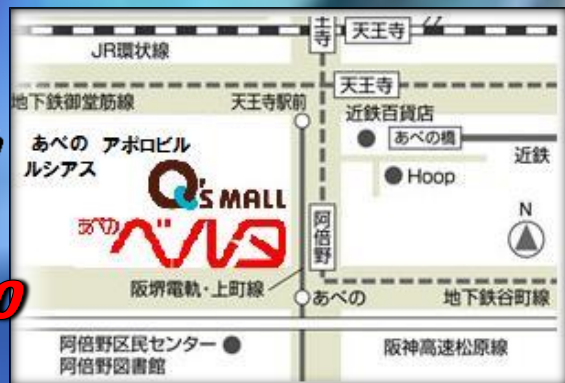 天王寺
JR環状線
天王寺
地下鉄御堂筋線
天王寺駅前
近鉄百貨店
あべの橋
近鉄
あべの アポロビル
ルシアス
Q's MALL
Hoop
あべの
ベルタ
N
阿倍野
阪堺電軌・上町線
あべの
地下鉄谷町線
阿倍野区民センター
阿倍野図書館
阪神高速松原線